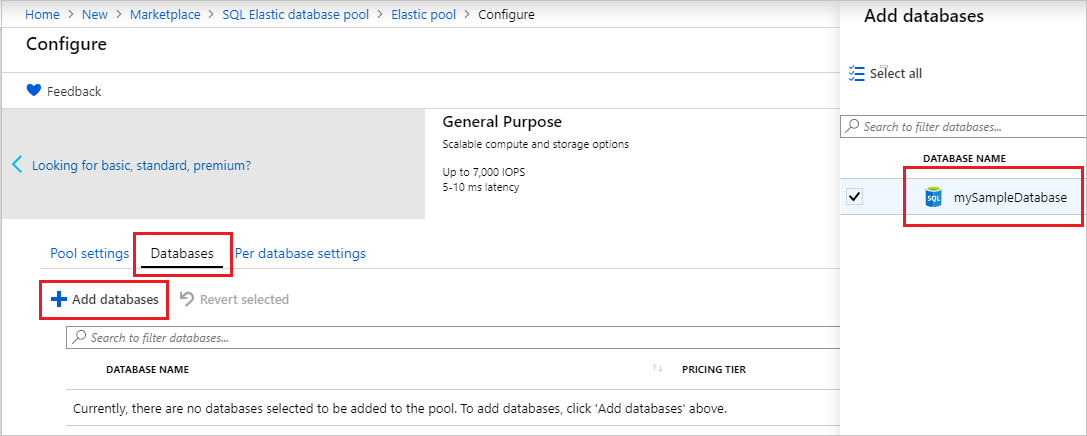 Home > New > Marketplace > SQL Elastic database pool > Elastic pool > Configure
Configure
Feedback
Looking for basic, standard, premium?
General Purpose
Scalable compute and storage options
Up to 7,000 IOPS
5-10 ms latency
Pool settings Databases Per database settings
Add databases Revert selected
Search to filter databases...
DATABASE NAME PRICING TIER
Currently, there are no databases selected to be added to the pool. To add databases, click 'Add databases' above.
Add databases
Select all
Search to filter databases...
DATABASE NAME
SQL mySampleDatabase